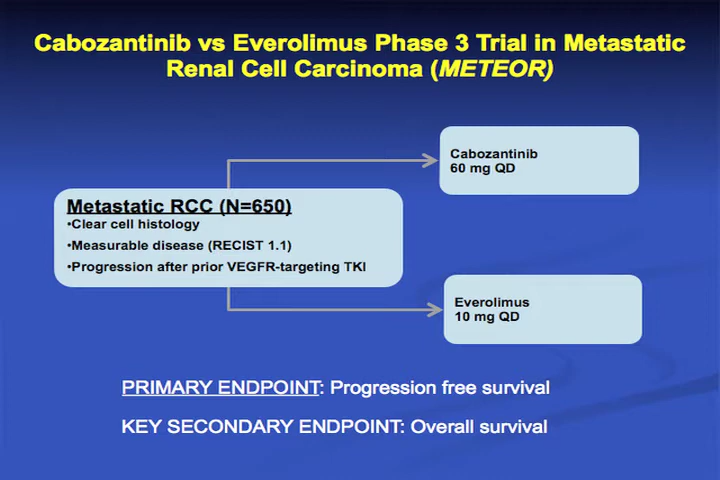 Cabozantinib vs Everolimus Phase 3 Trial in Metastatic
Renal Cell Carcinoma (METEOR)
Cabozantinib
60 mg QD
Metastatic RCC (N=650)
•Clear cell histology
•Measurable disease (RECIST 1.1)
•Progression after prior VEGFR-targeting TKI
Everolimus
10 mg QD
PRIMARY ENDPOINT: Progression free survival
KEY SECONDARY ENDPOINT: Overall survival